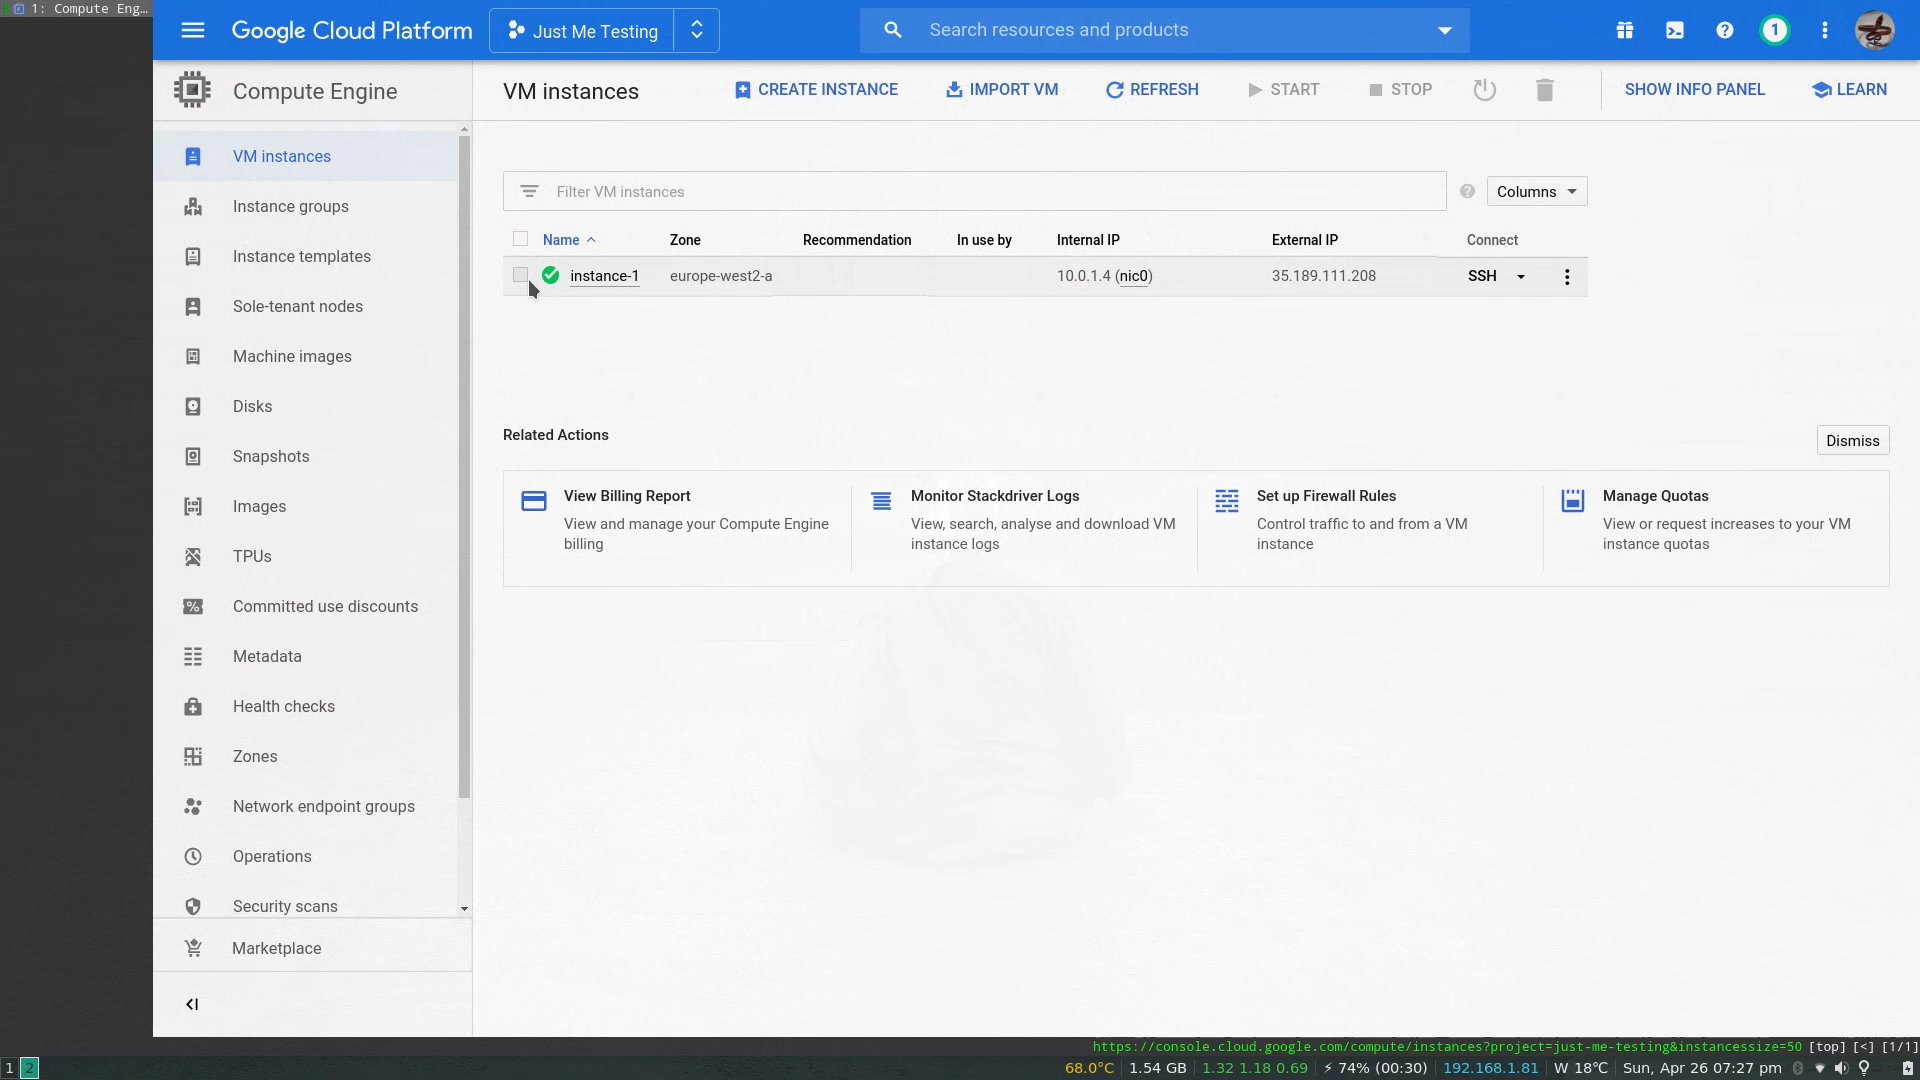 1: Compute Eng…
Google Cloud Platform
Just Me Testing
Search resources and products
1
Compute Engine
VM instances
CREATE INSTANCE
IMPORT VM
REFRESH
START
STOP
SHOW INFO PANEL
LEARN
VM instances
Instance groups
Instance templates
Sole-tenant nodes
Machine images
Disks
Snapshots
Images
TPUs
Committed use discounts
Metadata
Health checks
Zones
Network endpoint groups
Operations
Security scans
Marketplace
Filter VM instances
Columns
Name Zone Recommendation In use by Internal IP External IP Connect
instance-1 europe-west2-a 10.0.1.4 (nic0) 35.189.111.208 SSH
Related Actions
Dismiss
View Billing Report
View and manage your Compute Engine
billing
Monitor Stackdriver Logs
View, search, analyse and download VM
instance logs
Set up Firewall Rules
Control traffic to and from a VM
instance
Manage Quotas
View or request increases to your VM
instance quotas
https://console.cloud.google.com/compute/instances?project=just-me-testing&instancessize=50 [top] [<] [1/1]
1 2
68.0°C 1.54 GB 1.32 1.18 0.69 ⚡ 74% (00:30) 192.168.1.81 W 18°C Sun, Apr 26 07:27 pm